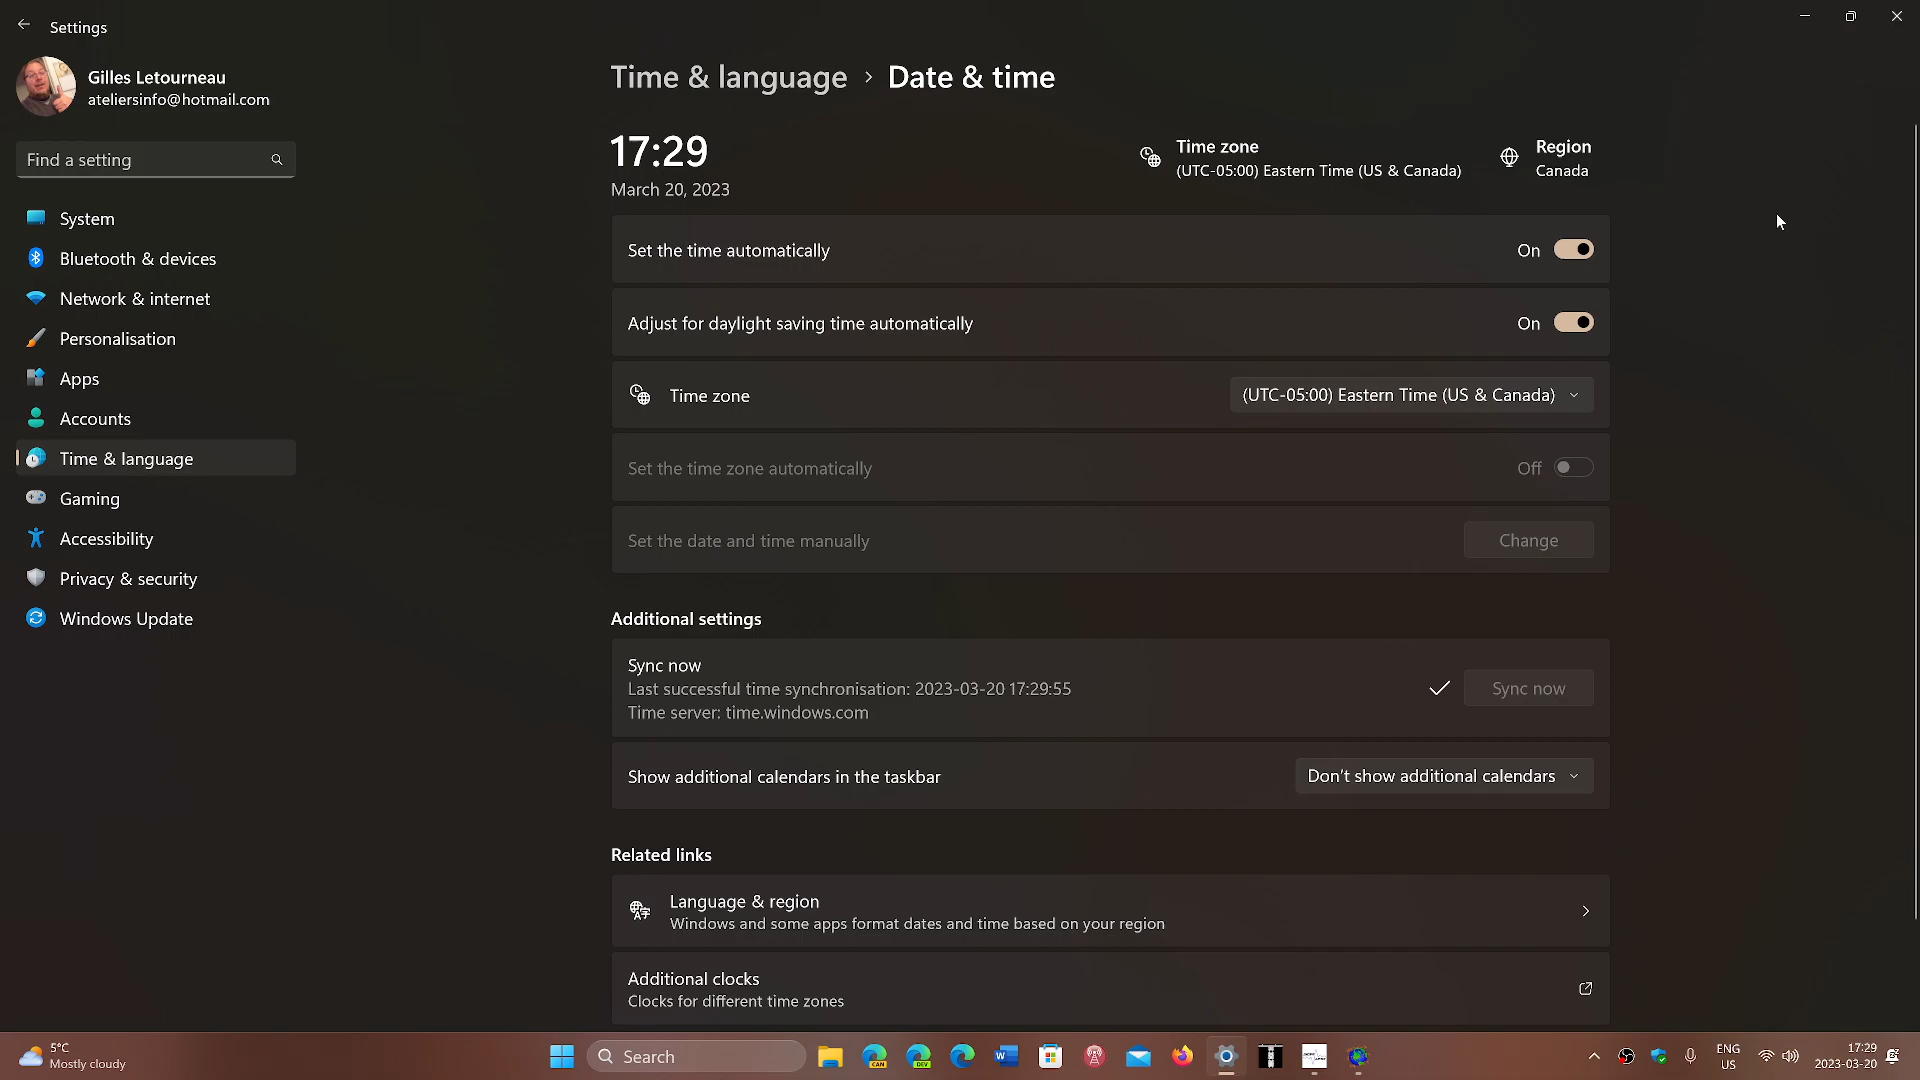 Settings
Gilles Letourneau
ateliersinfo@hotmail.com
Find a setting
System
Bluetooth & devices
Network & internet
Personalisation
Apps
Accounts
Time & language
Gaming
Accessibility
Privacy & security
Windows Update
Time & language › Date & time
17:29
March 20, 2023
Time zone
(UTC-05:00) Eastern Time (US & Canada)
Region
Canada
Set the time automatically On
Adjust for daylight saving time automatically On
Time zone (UTC-05:00) Eastern Time (US & Canada)
Set the time zone automatically Off
Set the date and time manually Change
Additional settings
Sync now
Last successful time synchronisation: 2023-03-20 17:29:55
Time server: time.windows.com
Sync now
Show additional calendars in the taskbar Don't show additional calendars
Related links
Language & region
Windows and some apps format dates and time based on your region
Additional clocks
Clocks for different time zones
5°C
Mostly cloudy
Search
CAN
DEV
ENG
US
17:29
2023-03-20